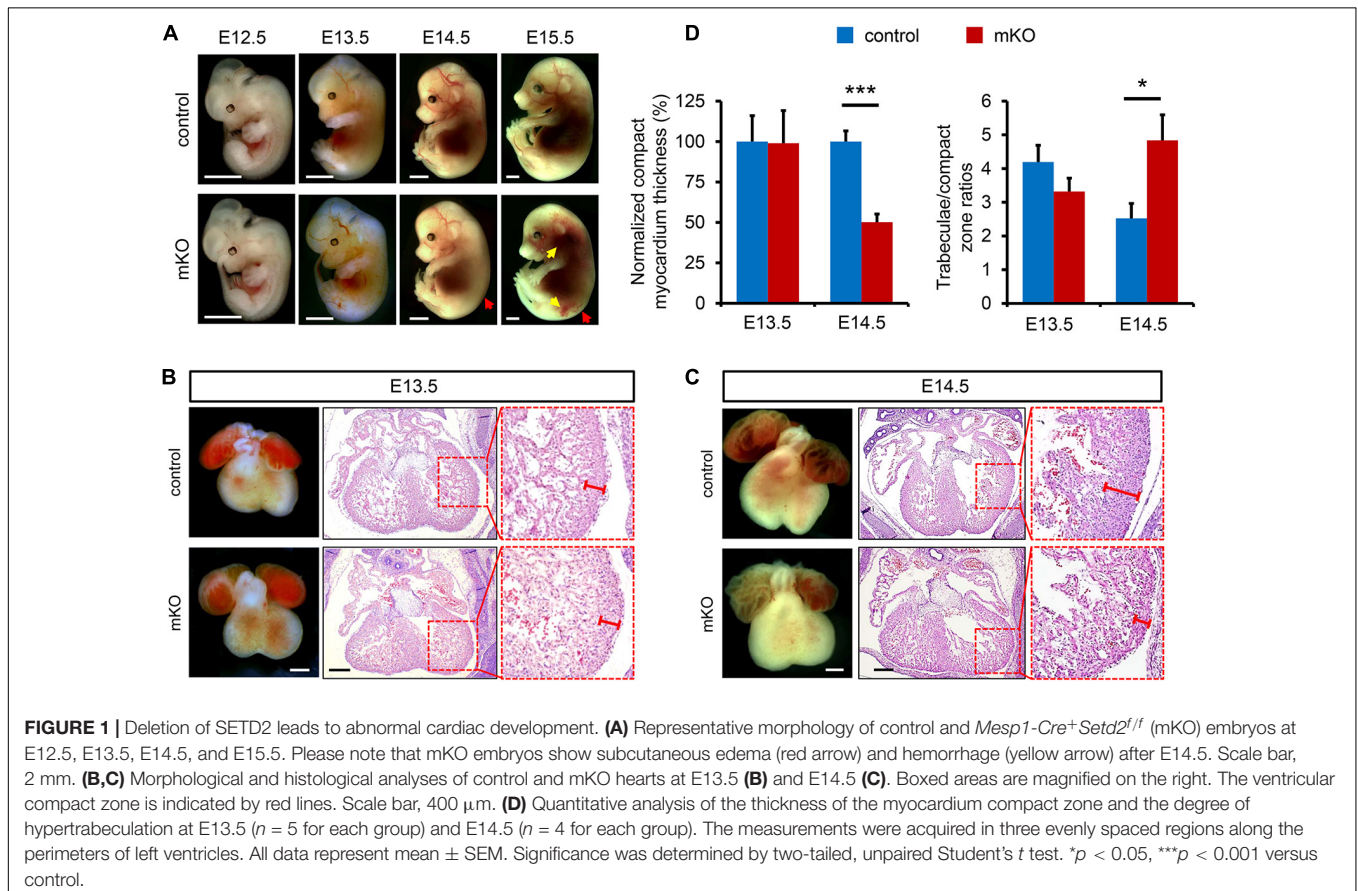 A
E12.5 E13.5 E14.5 E15.5
control
mKO
D
control mKO
Normalized compact
myocardium thickness (%)
125
100
75
50
25
0
***
E13.5 E14.5
Trabeculae/compact
zone ratios
6
5
4
3
2
1
0
*
E13.5 E14.5
B
E13.5
control
mKO
C
E14.5
control
mKO
FIGURE 1 | Deletion of SETD2 leads to abnormal cardiac development. (A) Representative morphology of control and Mesp1-Cre+Setd2f/f (mKO) embryos at
E12.5, E13.5, E14.5, and E15.5. Please note that mKO embryos show subcutaneous edema (red arrow) and hemorrhage (yellow arrow) after E14.5. Scale bar,
2 mm. (B,C) Morphological and histological analyses of control and mKO hearts at E13.5 (B) and E14.5 (C). Boxed areas are magnified on the right. The ventricular
compact zone is indicated by red lines. Scale bar, 400 μm. (D) Quantitative analysis of the thickness of the myocardium compact zone and the degree of
hypertrabeculation at E13.5 (n = 5 for each group) and E14.5 (n = 4 for each group). The measurements were acquired in three evenly spaced regions along the
perimeters of left ventricles. All data represent mean ± SEM. Significance was determined by two-tailed, unpaired Student's t test. *p < 0.05, ***p < 0.001 versus
control.